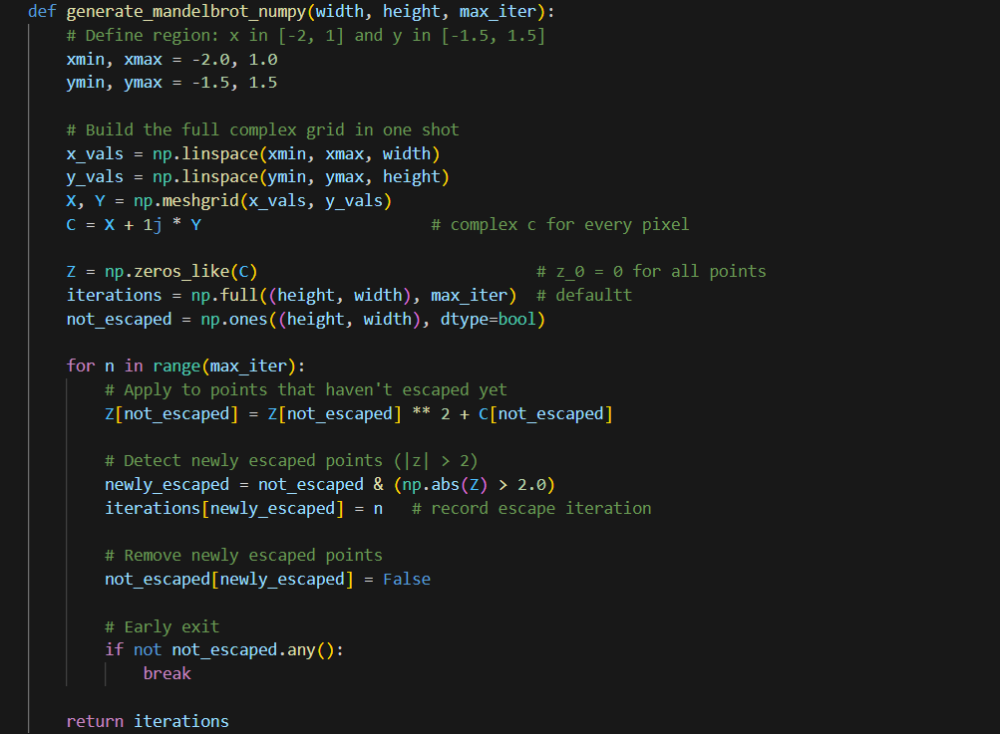 def generate_mandelbrot_numpy(width, height, max_iter):
    # Define region: x in [-2, 1] and y in [-1.5, 1.5]
    xmin, xmax = -2.0, 1.0
    ymin, ymax = -1.5, 1.5

    # Build the full complex grid in one shot
    x_vals = np.linspace(xmin, xmax, width)
    y_vals = np.linspace(ymin, ymax, height)
    X, Y = np.meshgrid(x_vals, y_vals)
    C = X + 1j * Y                        # complex c for every pixel

    Z = np.zeros_like(C)                             # z_0 = 0 for all points
    iterations = np.full((height, width), max_iter)  # defaultt
    not_escaped = np.ones((height, width), dtype=bool)

    for n in range(max_iter):
        # Apply to points that haven't escaped yet
        Z[not_escaped] = Z[not_escaped] ** 2 + C[not_escaped]

        # Detect newly escaped points (|z| > 2)
        newly_escaped = not_escaped & (np.abs(Z) > 2.0)
        iterations[newly_escaped] = n   # record escape iteration

        # Remove newly escaped points
        not_escaped[newly_escaped] = False

        # Early exit
        if not not_escaped.any():
            break

    return iterations